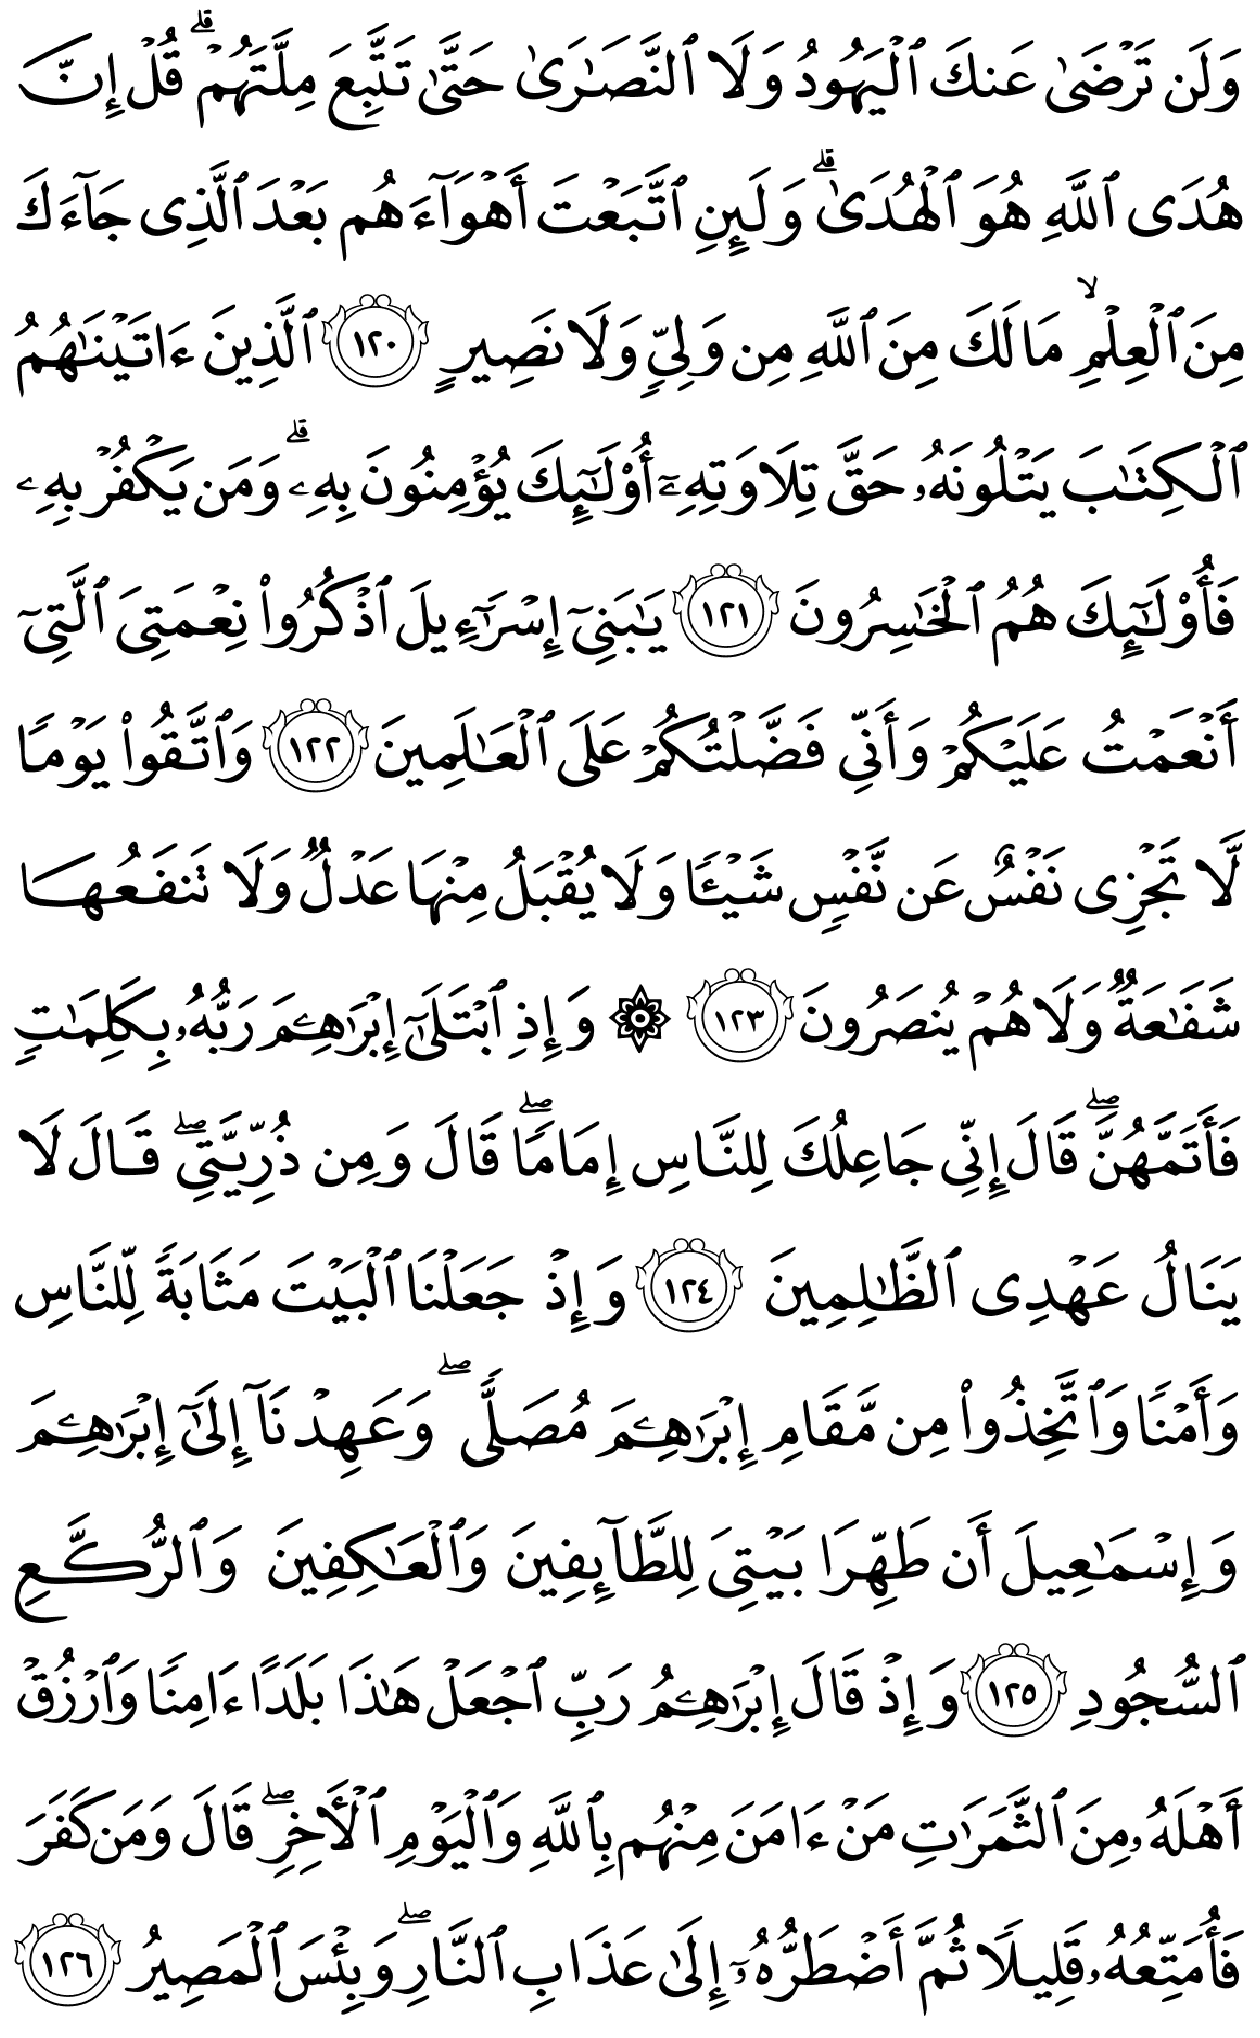 وَلَن تَرْضَىٰ عَنكَ ٱلْيَهُودُ وَلَا ٱلنَّصَـٰرَىٰ حَتَّىٰ تَتَّبِعَ مِلَّتَهُمْ ۗ قُلْ إِنَّ
هُدَى ٱللَّهِ هُوَ ٱلْهُدَىٰ ۗ وَلَئِنِ ٱتَّبَعْتَ أَهْوَآءَهُم بَعْدَ ٱلَّذِى جَآءَكَ
مِنَ ٱلْعِلْمِ ۙ مَا لَكَ مِنَ ٱللَّهِ مِن وَلِىٍّ وَلَا نَصِيرٍ ١٢٠ ٱلَّذِينَ ءَاتَيْنَـٰهُمُ
ٱلْكِتَـٰبَ يَتْلُونَهُۥ حَقَّ تِلَاوَتِهِۦٓ أُو۟لَـٰٓئِكَ يُؤْمِنُونَ بِهِۦ ۗ وَمَن يَكْفُرْ بِهِۦ
فَأُو۟لَـٰٓئِكَ هُمُ ٱلْخَـٰسِرُونَ ١٢١ يَـٰبَنِىٓ إِسْرَٰٓءِيلَ ٱذْكُرُوا۟ نِعْمَتِىَ ٱلَّتِىٓ
أَنْعَمْتُ عَلَيْكُمْ وَأَنِّى فَضَّلْتُكُمْ عَلَى ٱلْعَـٰلَمِينَ ١٢٢ وَٱتَّقُوا۟ يَوْمًا
لَّا تَجْزِى نَفْسٌ عَن نَّفْسٍ شَيْـًٔا وَلَا يُقْبَلُ مِنْهَا عَدْلٌ وَلَا تَنفَعُهَا
شَفَـٰعَةٌ وَلَا هُمْ يُنصَرُونَ ١٢٣ ۞ وَإِذِ ٱبْتَلَىٰٓ إِبْرَٰهِـۧمَ رَبُّهُۥ بِكَلِمَـٰتٍ
فَأَتَمَّهُنَّ ۖ قَالَ إِنِّى جَاعِلُكَ لِلنَّاسِ إِمَامًا ۖ قَالَ وَمِن ذُرِّيَّتِى ۖ قَالَ لَا
يَنَالُ عَهْدِى ٱلظَّـٰلِمِينَ ١٢٤ وَإِذْ جَعَلْنَا ٱلْبَيْتَ مَثَابَةً لِّلنَّاسِ
وَأَمْنًا وَٱتَّخِذُوا۟ مِن مَّقَامِ إِبْرَٰهِـۧمَ مُصَلًّى ۖ وَعَهِدْنَآ إِلَىٰٓ إِبْرَٰهِـۧمَ
وَإِسْمَـٰعِيلَ أَن طَهِّرَا بَيْتِىَ لِلطَّآئِفِينَ وَٱلْعَـٰكِفِينَ وَٱلرُّكَّعِ
ٱلسُّجُودِ ١٢٥ وَإِذْ قَالَ إِبْرَٰهِـۧمُ رَبِّ ٱجْعَلْ هَـٰذَا بَلَدًا ءَامِنًا وَٱرْزُقْ
أَهْلَهُۥ مِنَ ٱلثَّمَرَٰتِ مَنْ ءَامَنَ مِنْهُم بِٱللَّهِ وَٱلْيَوْمِ ٱلْـَٔاخِرِ ۖ قَالَ وَمَن كَفَرَ
فَأُمَتِّعُهُۥ قَلِيلًا ثُمَّ أَضْطَرُّهُۥٓ إِلَىٰ عَذَابِ ٱلنَّارِ ۖ وَبِئْسَ ٱلْمَصِيرُ ١٢٦